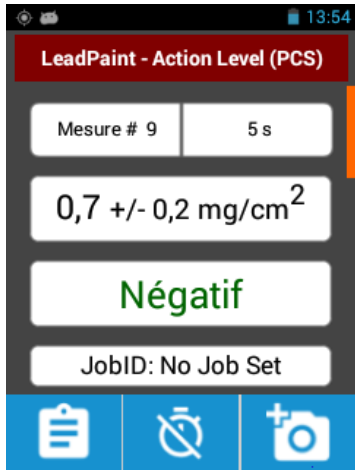 13:54
LeadPaint - Action Level (PCS)
Mesure # 9 5 s
0,7 +/- 0,2 mg/cm²
Négatif
JobID: No Job Set